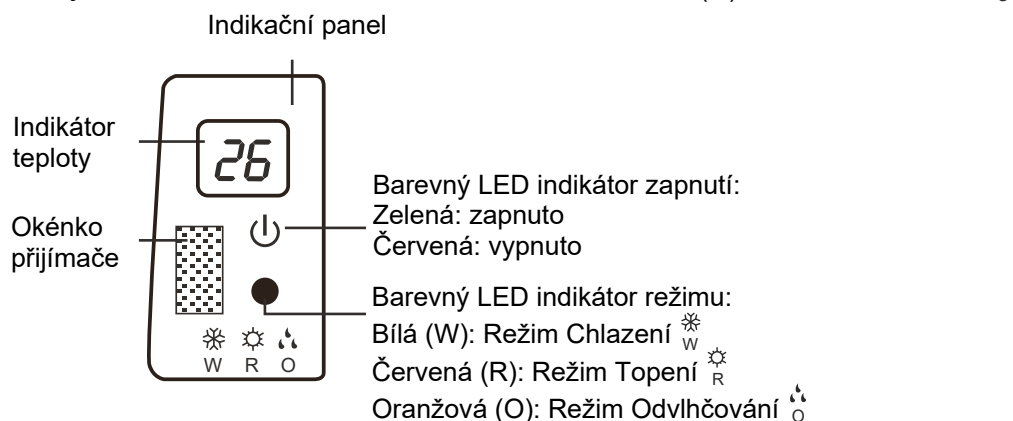 Indikační panel
Indikátor
teploty
26
Barevný LED indikátor zapnutí:
Zelená: zapnuto
Červená: vypnuto
Okénko
přijímače
Barevný LED indikátor režimu:
Bílá (W): Režim Chlazení W
Červená (R): Režim Topení R
Oranžová (O): Režim Odvlhčování O
W R O